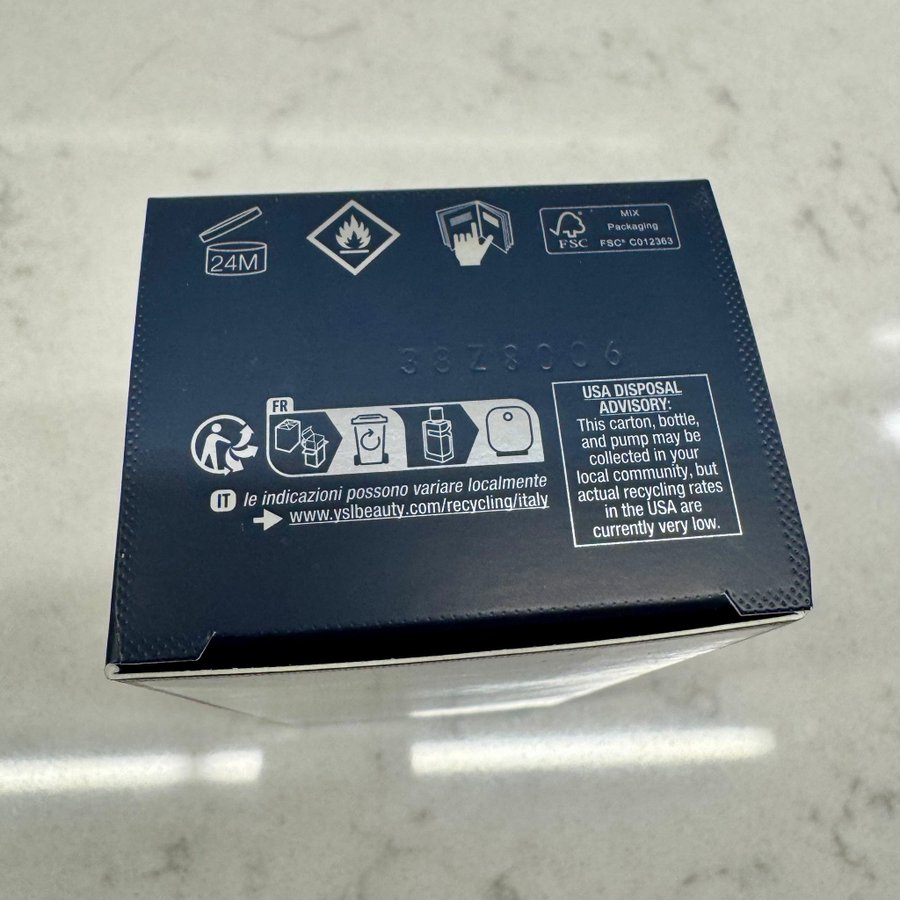 24M
FSC
MIX
Packaging
FSC® C012363
38Z8006
FR
IT le indicazioni possono variare localmente
www.yslbeauty.com/recycling/italy
USA DISPOSAL
ADVISORY:
This carton, bottle,
and pump may be
collected in your
local community, but
actual recycling rates
in the USA are
currently very low.